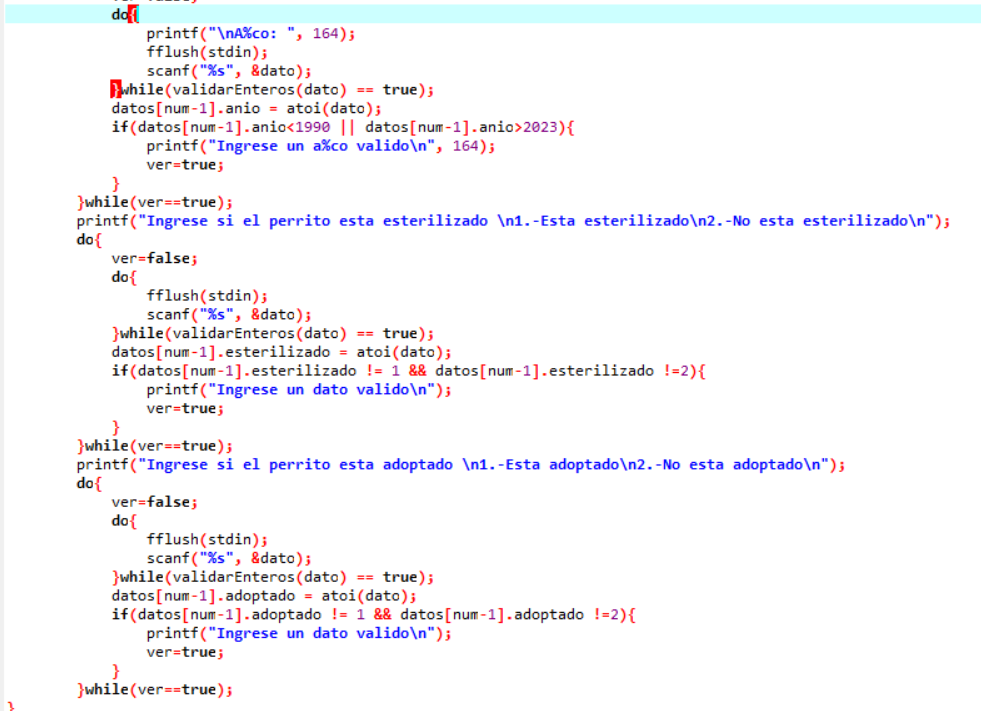 do{
printf("\nA%co: ", 164);
fflush(stdin);
scanf("%s", &dato);
}while(validarEnteros(dato) == true);
datos[num-1].anio = atoi(dato);
if(datos[num-1].anio<1990 || datos[num-1].anio>2023){
printf("Ingrese un a%co valido\n", 164);
ver=true;
}
}while(ver==true);
printf("Ingrese si el perrito esta esterilizado \n1.-Esta esterilizado\n2.-No esta esterilizado\n");
do{
ver=false;
do{
fflush(stdin);
scanf("%s", &dato);
}while(validarEnteros(dato) == true);
datos[num-1].esterilizado = atoi(dato);
if(datos[num-1].esterilizado != 1 && datos[num-1].esterilizado !=2){
printf("Ingrese un dato valido\n");
ver=true;
}
}while(ver==true);
printf("Ingrese si el perrito esta adoptado \n1.-Esta adoptado\n2.-No esta adoptado\n");
do{
ver=false;
do{
fflush(stdin);
scanf("%s", &dato);
}while(validarEnteros(dato) == true);
datos[num-1].adoptado = atoi(dato);
if(datos[num-1].adoptado != 1 && datos[num-1].adoptado !=2){
printf("Ingrese un dato valido\n");
ver=true;
}
}while(ver==true);
}